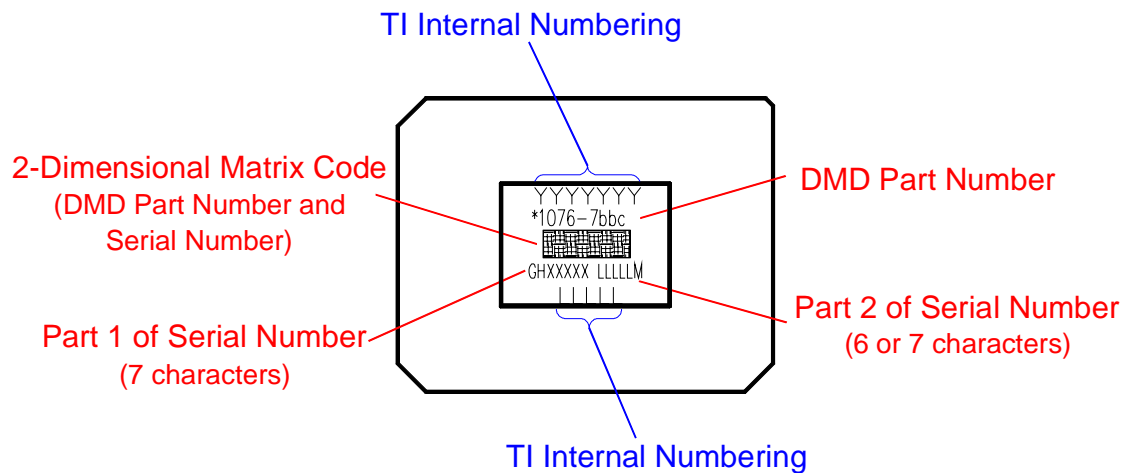 TI Internal Numbering
2-Dimensional Matrix Code
(DMD Part Number and
Serial Number)
DMD Part Number
YYYYYYY
*1076-7bbc
GHXXXXX LLLLLM
IIIII
Part 1 of Serial Number
(7 characters)
Part 2 of Serial Number
(6 or 7 characters)
TI Internal Numbering